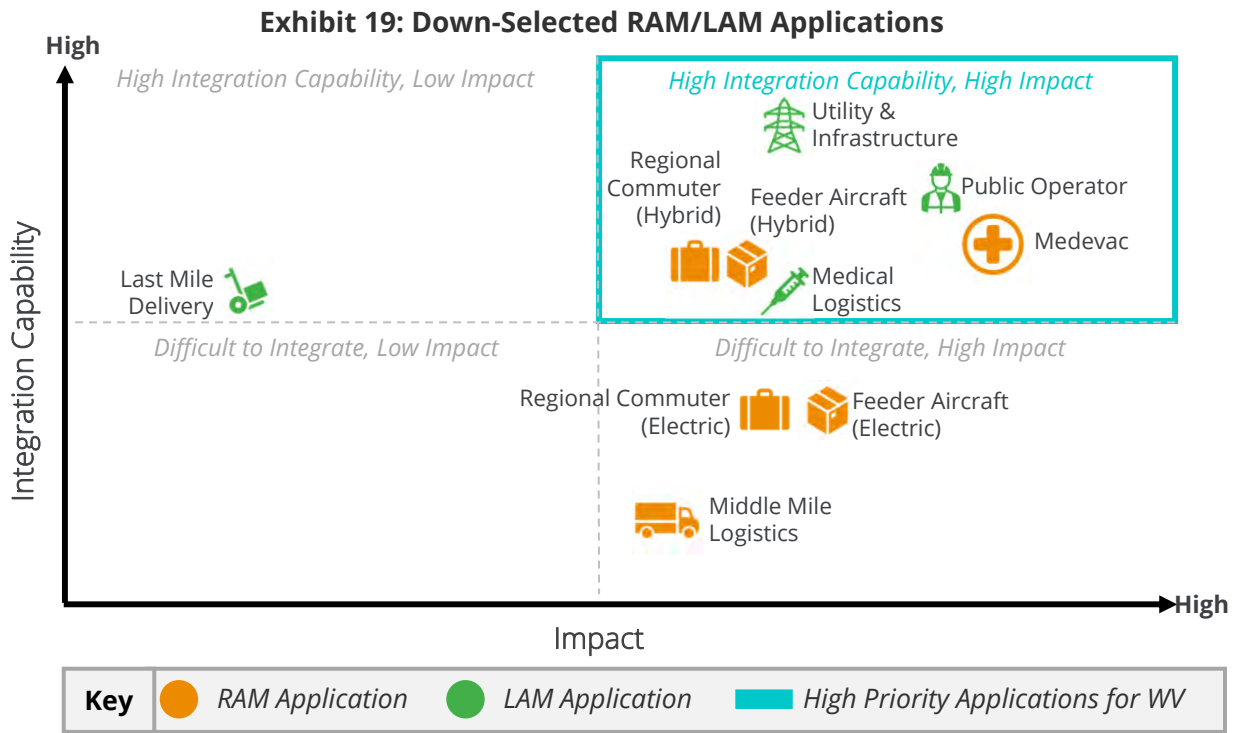 Exhibit 19: Down-Selected RAM/LAM Applications
High
High Integration Capability, Low Impact
High Integration Capability, High Impact
Utility &
Infrastructure
Regional
Commuter
(Hybrid)
Feeder Aircraft
(Hybrid)
Public Operator
Medevac
Last Mile
Delivery
Medical
Logistics
Integration Capability
Difficult to Integrate, Low Impact
Difficult to Integrate, High Impact
Regional Commuter
(Electric)
Feeder Aircraft
(Electric)
Middle Mile
Logistics
High
Impact
Key
RAM Application
LAM Application
High Priority Applications for WV